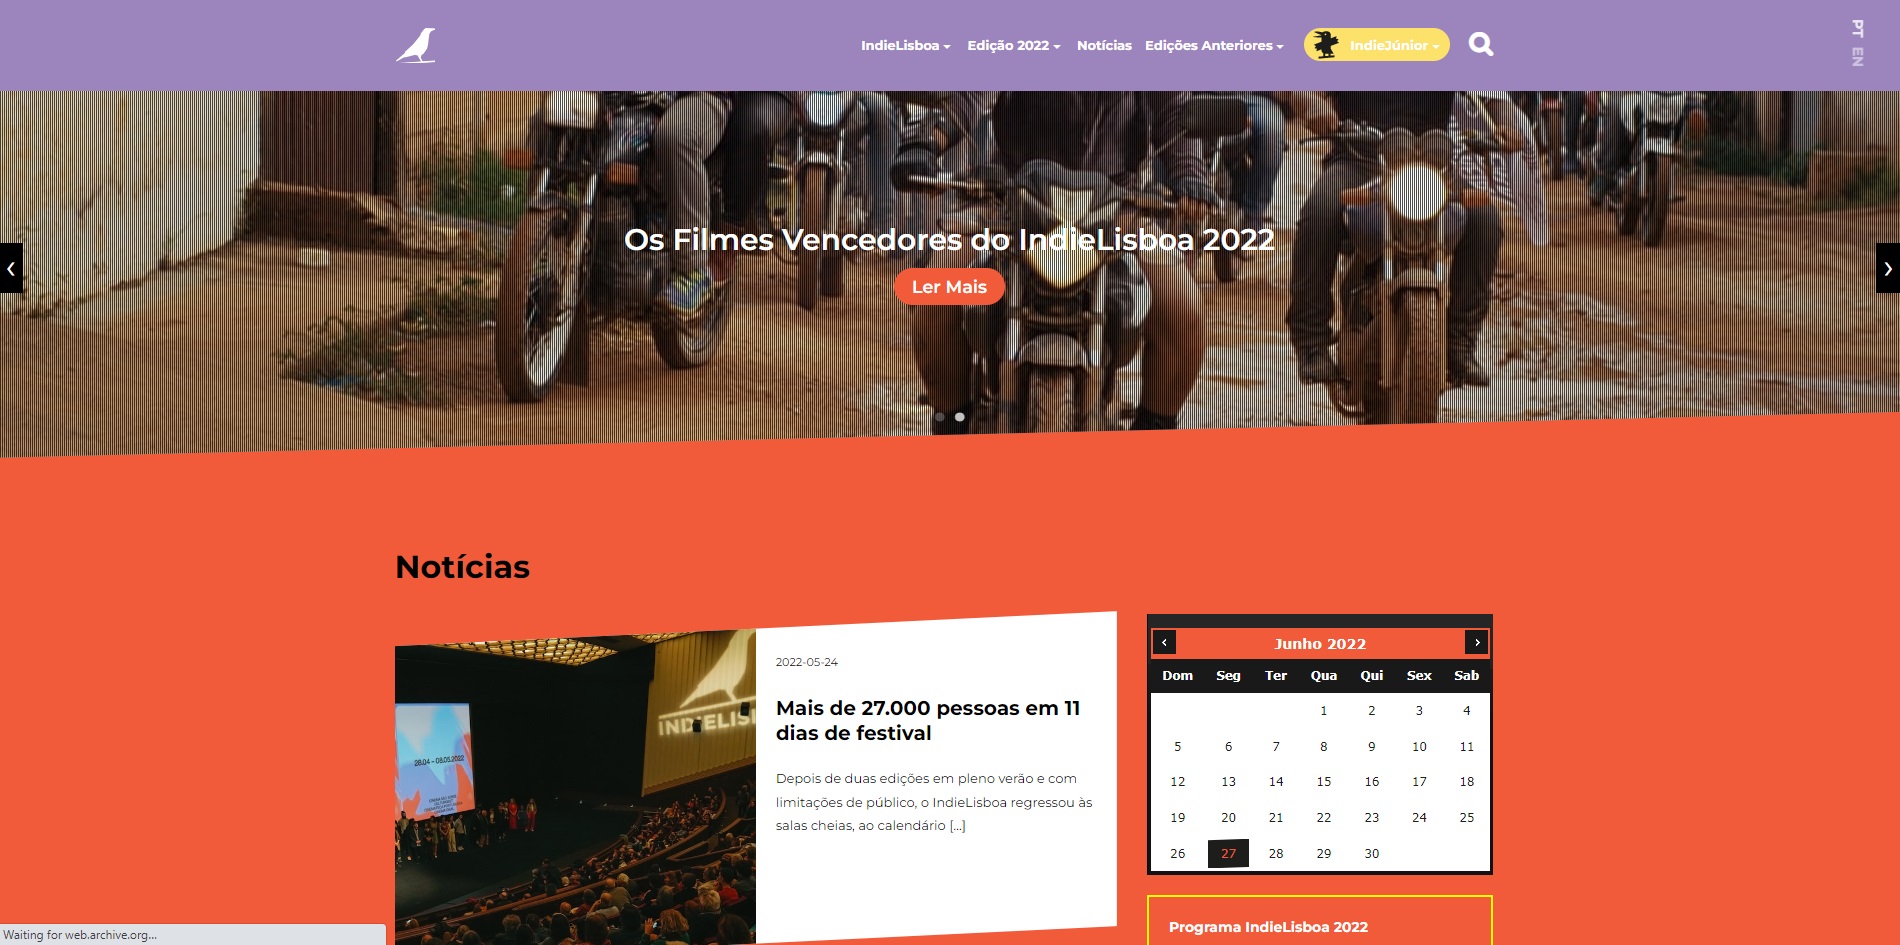 IndieLisboa
Edição 2022
Notícias
Edições Anteriores
IndieJúnior
PT
EN
Os Filmes Vencedores do IndieLisboa 2022
Ler Mais
Notícias
INDIELIS
28.04 – 08.05.2022
2022-05-24
Mais de 27.000 pessoas em 11
dias de festival
Depois de duas edições em pleno verão e com
limitações de público, o IndieLisboa regressou às
salas cheias, ao calendário [...]
Junho 2022
Dom Seg Ter Qua Qui Sex Sab
1 2 3 4
5 6 7 8 9 10 11
12 13 14 15 16 17 18
19 20 21 22 23 24 25
26 27 28 29 30
Programa IndieLisboa 2022
Waiting for web.archive.org...